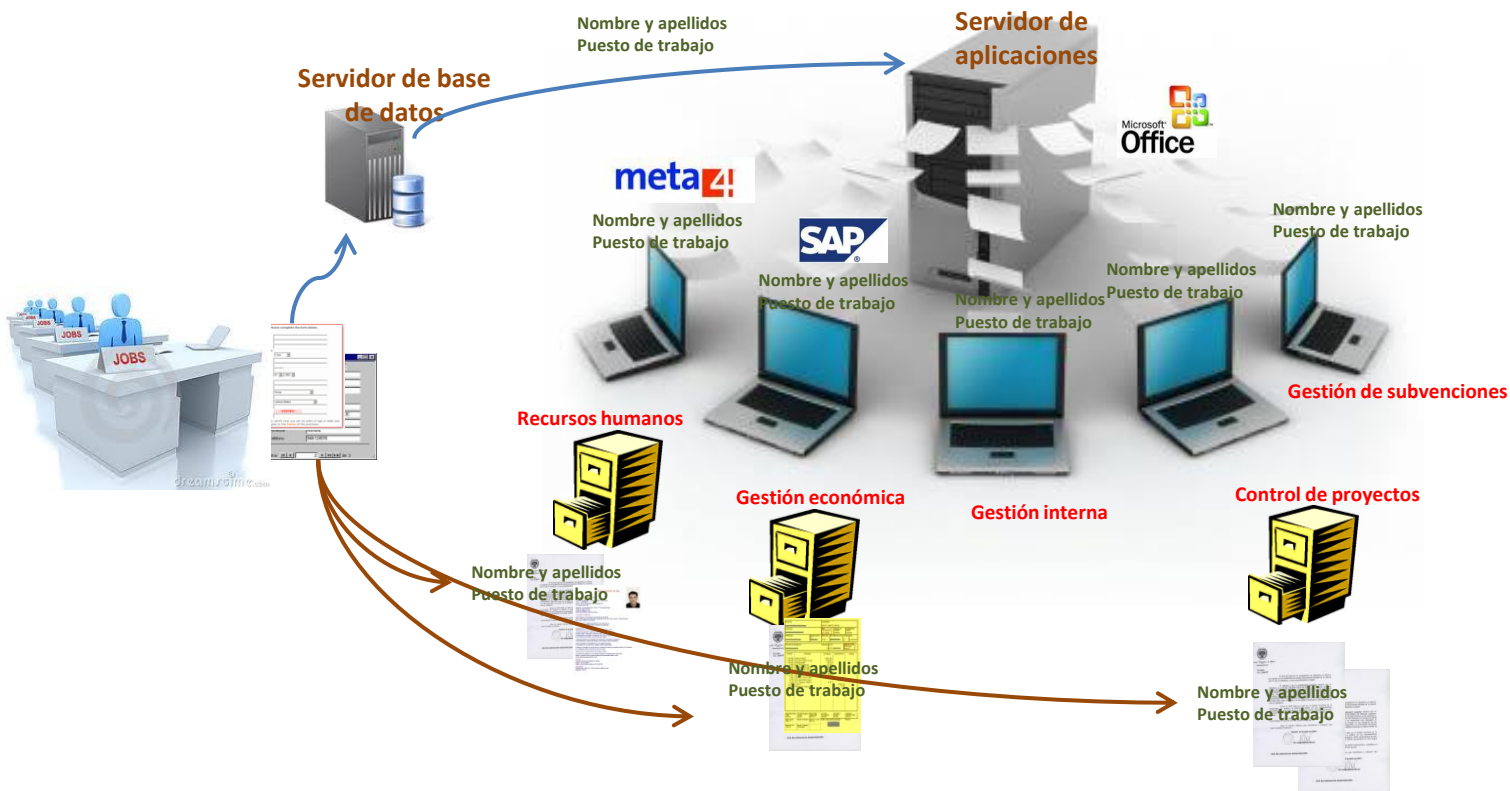 Nombre y apellidos
Puesto de trabajo
Servidor de
aplicaciones
Servidor de base
de datos
Microsoft
Office
meta4
Nombre y apellidos
Puesto de trabajo
SAP
Nombre y apellidos
Puesto de trabajo
Nombre y apellidos
Puesto de trabajo
Nombre y apellidos
Puesto de trabajo
Nombre y apellidos
Puesto de trabajo
JOBS
JOBS
JOBS
Gestión de subvenciones
Recursos humanos
Gestión económica
Gestión interna
Control de proyectos
dreamstime.com
Nombre y apellidos
Puesto de trabajo
Nombre y apellidos
Puesto de trabajo
Nombre y apellidos
Puesto de trabajo